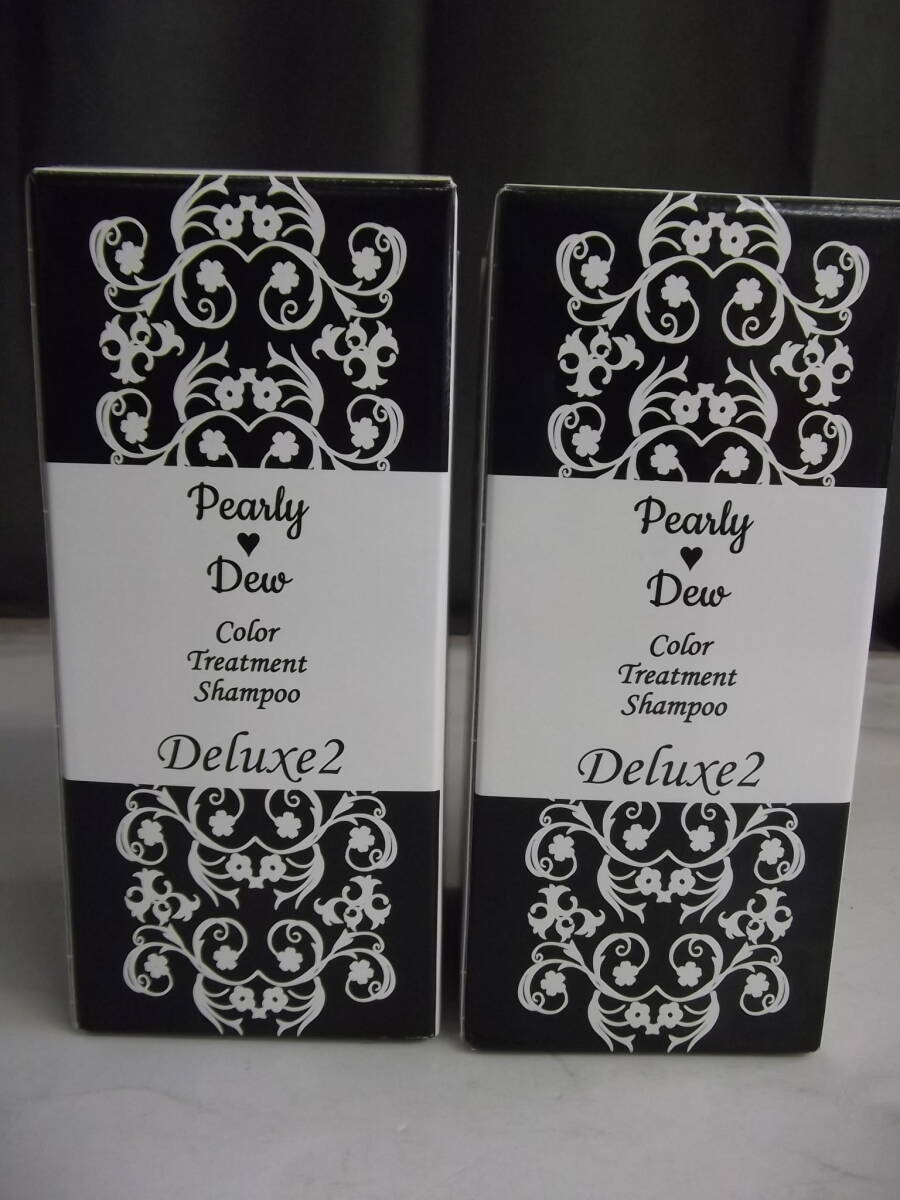 Pearly
♥
Dew
Color
Treatment
Shampoo
Deluxe2
Pearly
♥
Dew
Color
Treatment
Shampoo
Deluxe2